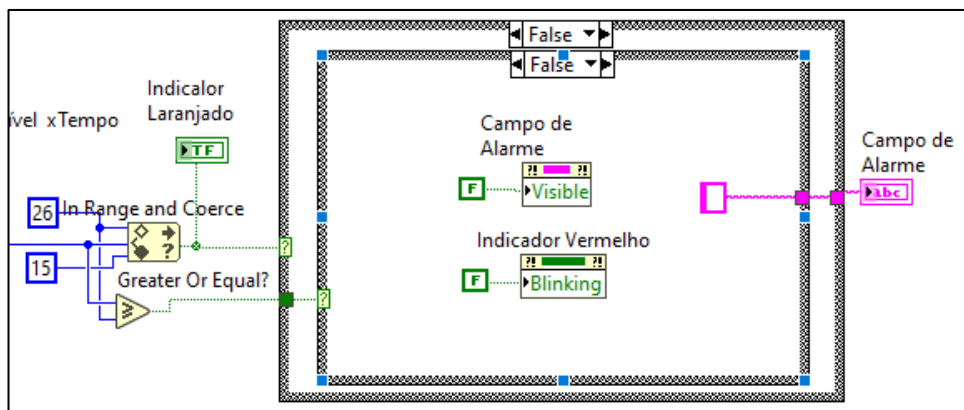 False
False
Indicalor
Laranjado
TF
ível xTempo
Campo de
Alarme
?! ?!
F
Visible
Campo de
Alarme
abc
26
In Range and Coerce
?
?
15
Indicador Vermelho
?! ?!
F
Blinking
Greater Or Equal?
≥
?